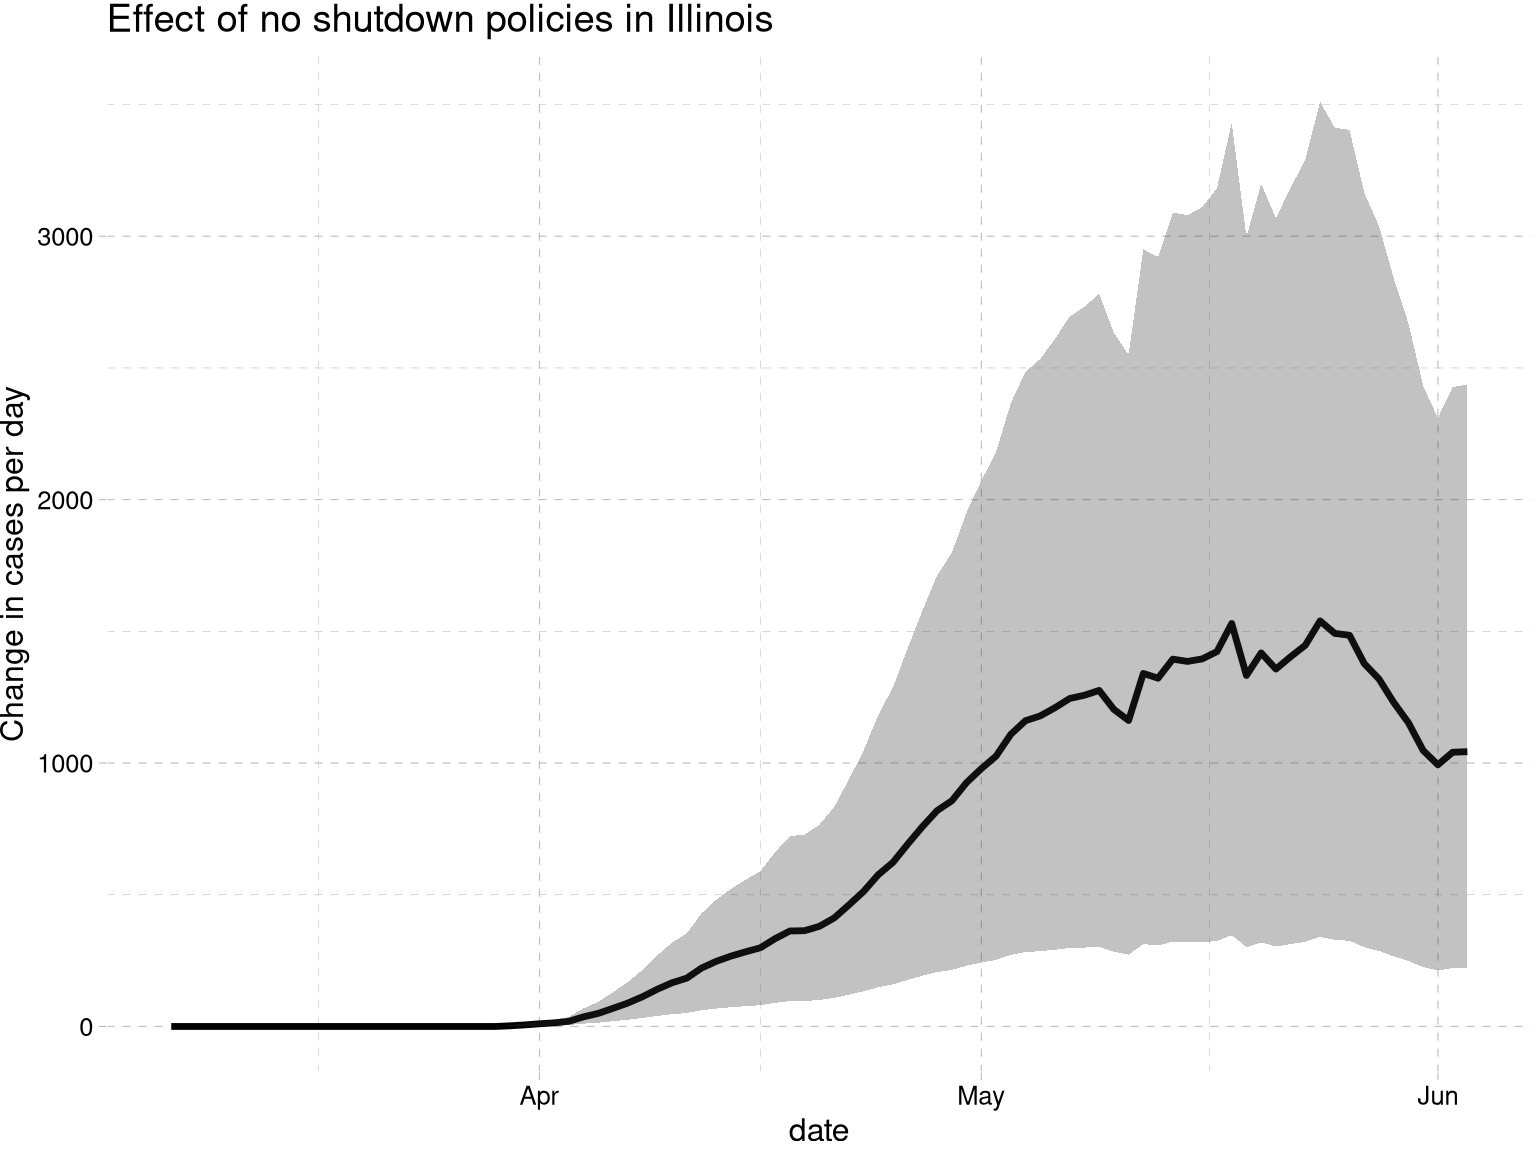 Effect of no shutdown policies in Illinois
Change in cases per day
3000
2000
1000
0
Apr
May
Jun
date